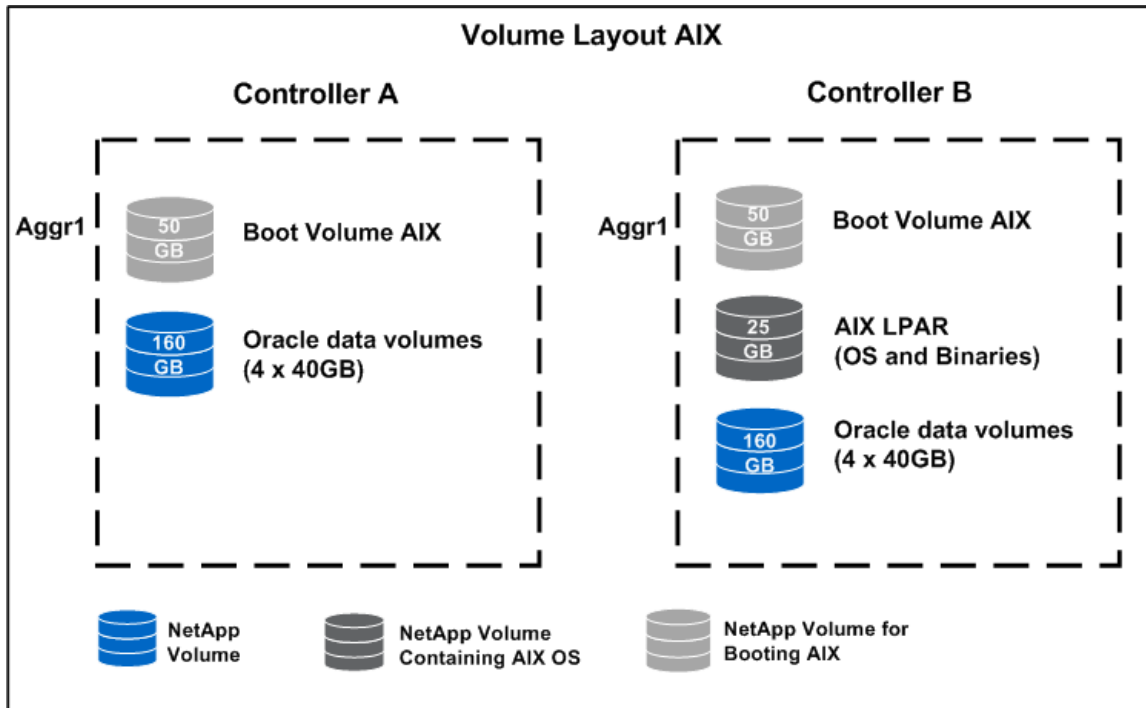 Volume Layout AIX
Controller A
Controller B
Aggr1
50
GB
Boot Volume AIX
160
GB
Oracle data volumes
(4 x 40GB)
Aggr1
50
GB
Boot Volume AIX
25
GB
AIX LPAR
(OS and Binaries)
160
GB
Oracle data volumes
(4 x 40GB)
NetApp
Volume
NetApp Volume
Containing AIX OS
NetApp Volume for
Booting AIX